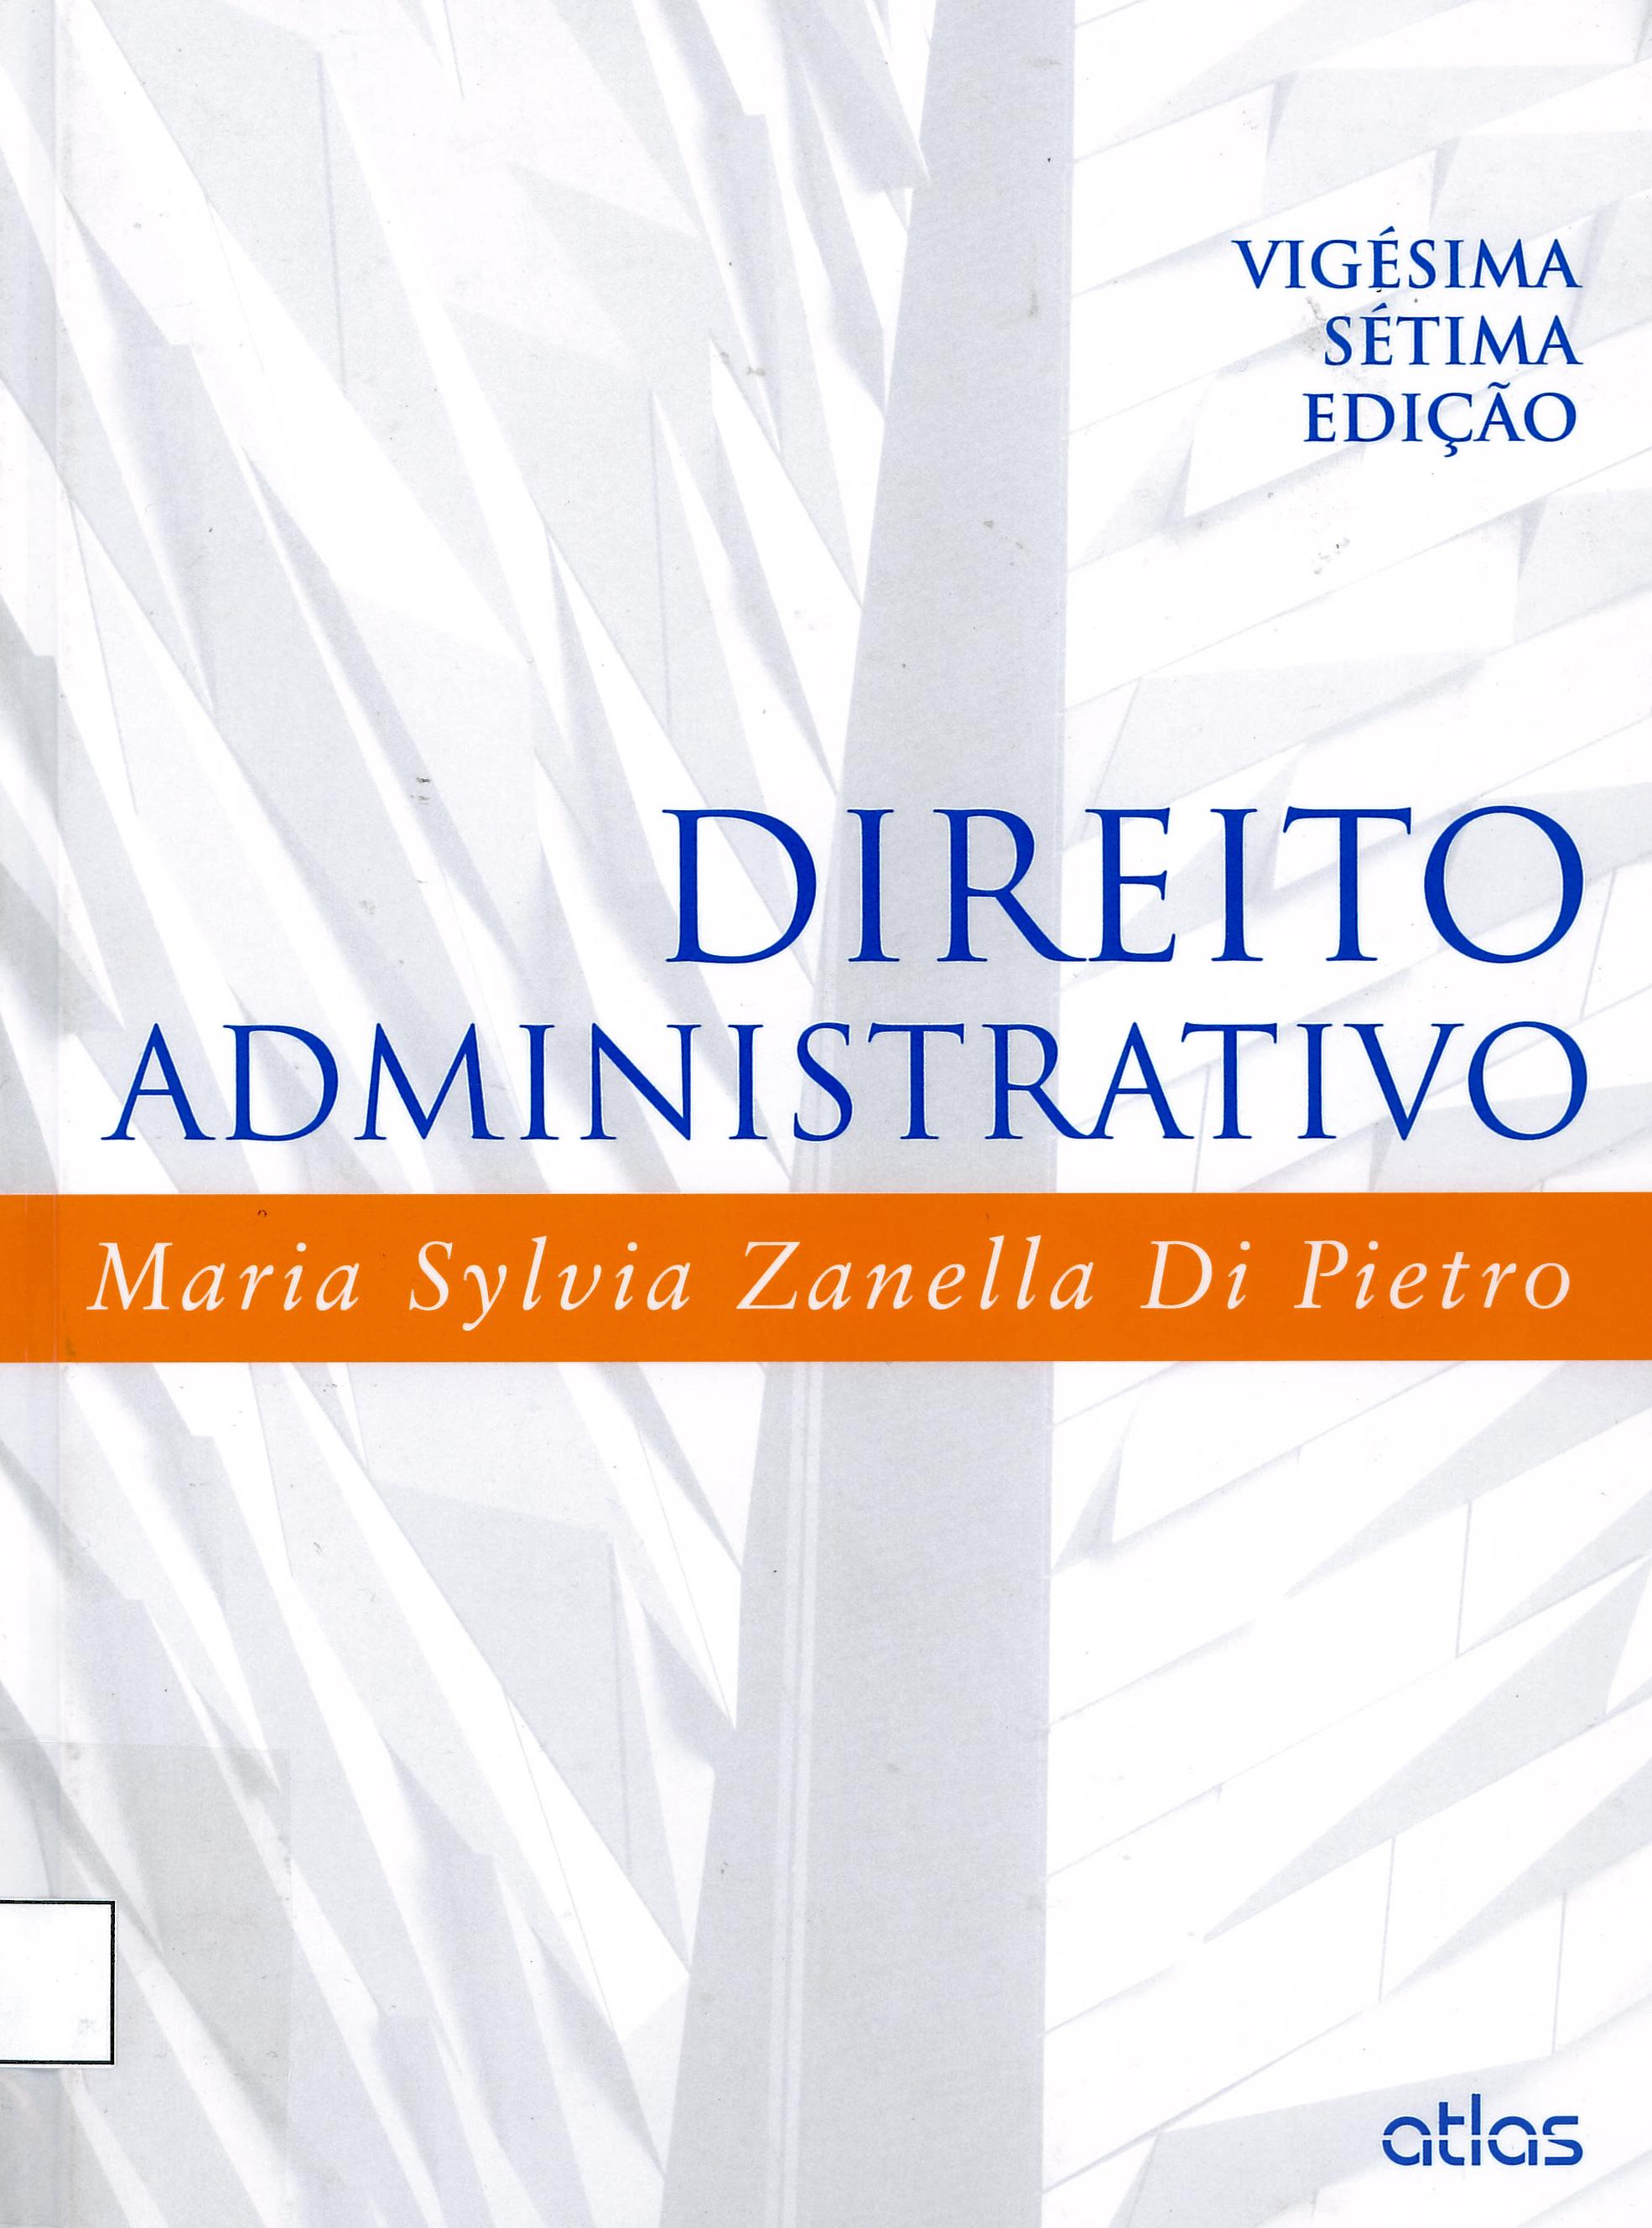 VIGÉSIMA
SÉTIMA
EDIÇÃO
DIREITO
ADMINISTRATIVO
Maria Sylvia Zanella Di Pietro
atlas